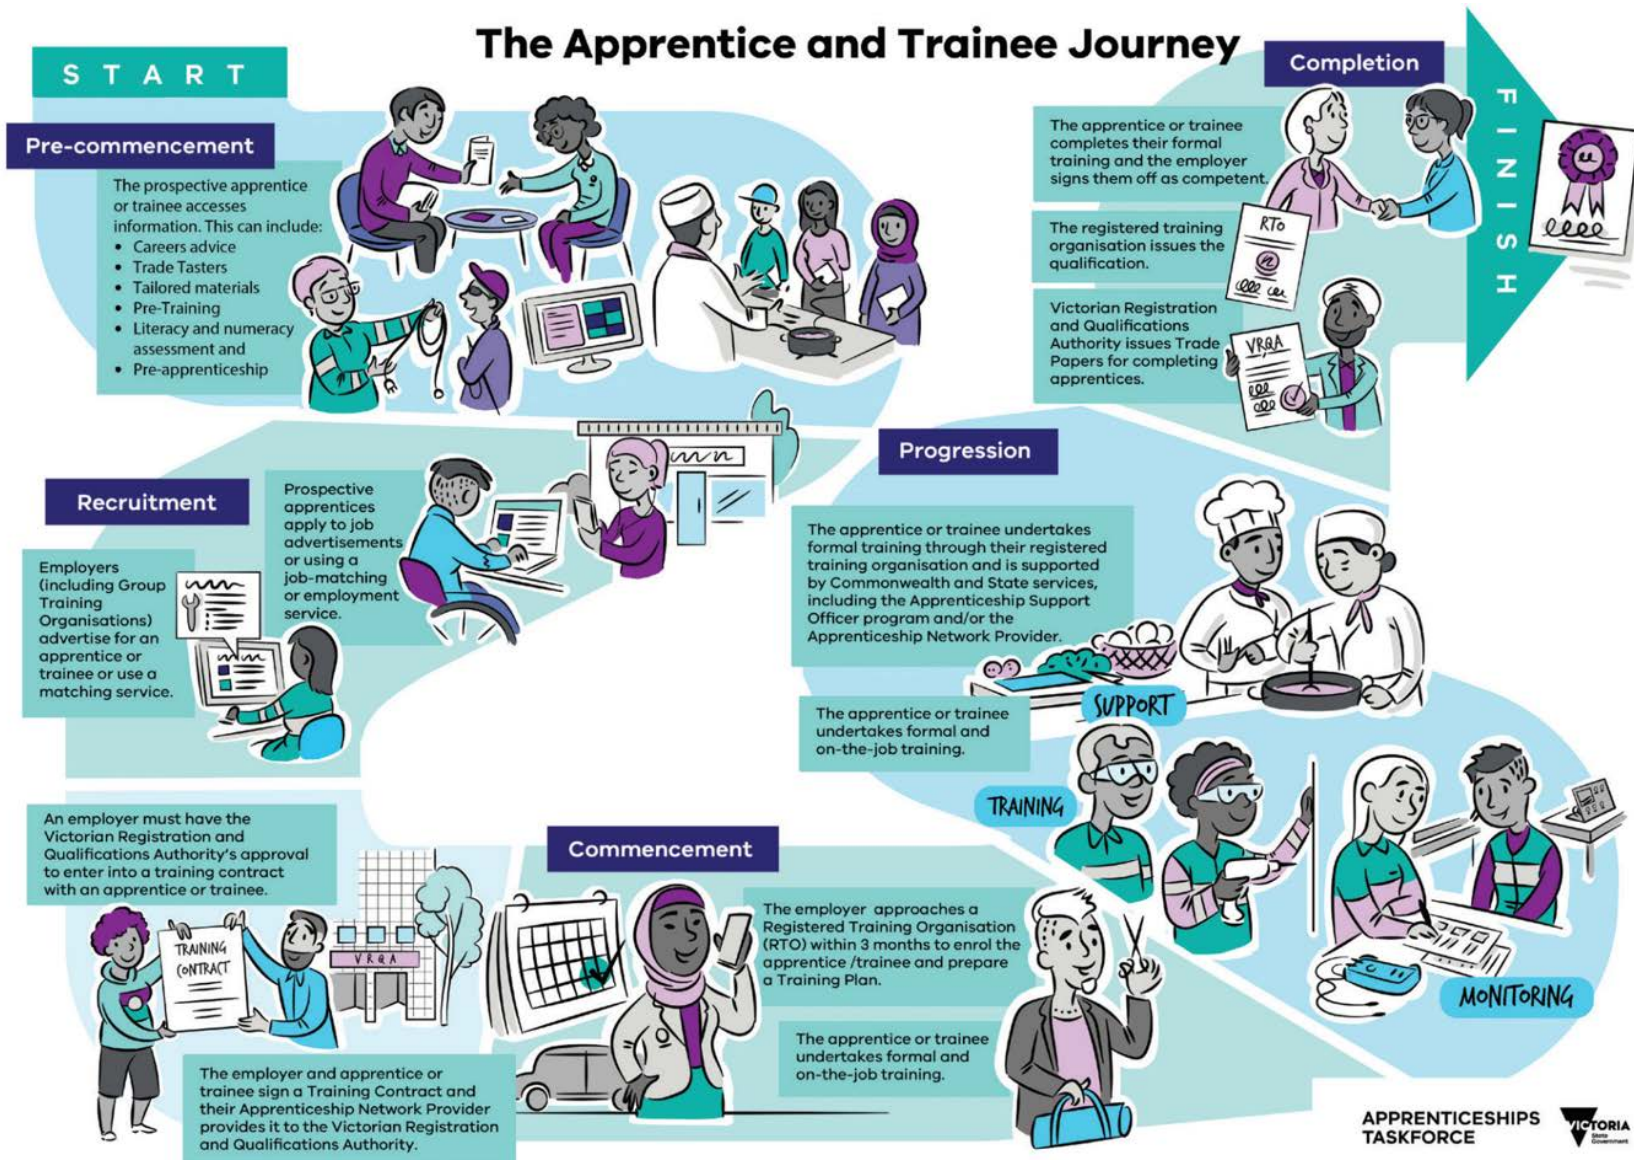 The Apprentice and Trainee Journey
START
Pre-commencement
The prospective apprentice
or trainee accesses
information. This can include:
• Careers advice
• Trade Tasters
• Tailored materials
• Pre-Training
• Literacy and numeracy
assessment and
• Pre-apprenticeship
Recruitment
Employers
(including Group
Training
Organisations)
advertise for an
apprentice or
trainee or use a
matching service.
Prospective
apprentices
apply to job
advertisements
or using a
job-matching
or employment
service.
An employer must have the
Victorian Registration and
Qualifications Authority's approval
to enter into a training contract
with an apprentice or trainee.
TRAINING
CONTRACT
VRQA
The employer and apprentice or
trainee sign a Training Contract and
their Apprenticeship Network Provider
provides it to the Victorian Registration
and Qualifications Authority.
Commencement
The employer approaches a
Registered Training Organisation
(RTO) within 3 months to enrol the
apprentice /trainee and prepare
a Training Plan.
The apprentice or trainee
undertakes formal and
on-the-job training.
Progression
The apprentice or trainee undertakes
formal training through their registered
training organisation and is supported
by Commonwealth and State services,
including the Apprenticeship Support
Officer program and/or the
Apprenticeship Network Provider.
The apprentice or trainee
undertakes formal and
on-the-job training.
SUPPORT
TRAINING
MONITORING
Completion
The apprentice or trainee
completes their formal
training and the employer
signs them off as competent.
The registered training
organisation issues the
qualification.
RTO
Victorian Registration
and Qualifications
Authority issues Trade
Papers for completing
apprentices.
VRQA
FINISH
APPRENTICESHIPS
TASKFORCE
VICTORIA
State
Government